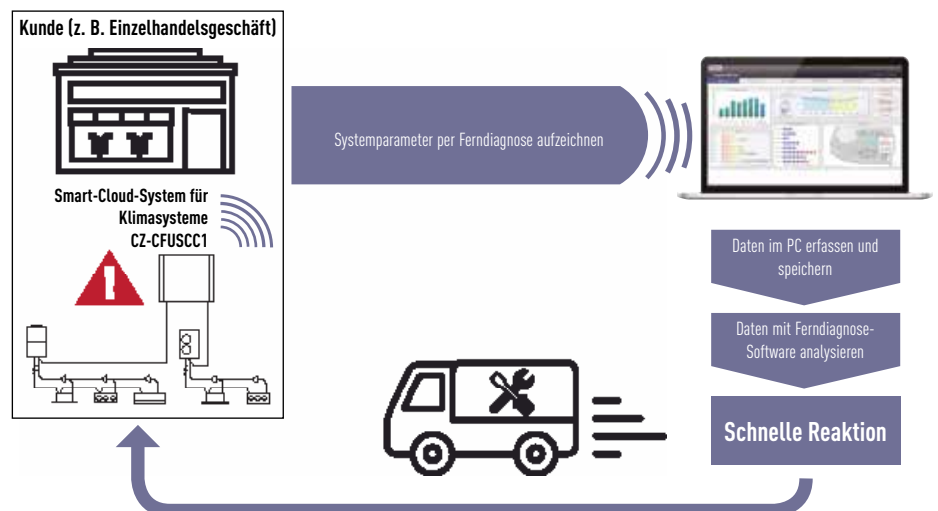 Kunde (z. B. Einzelhandelsgeschäft)
Smart-Cloud-System für
Klimasysteme
CZ-CFUSCC1
Systemparameter per Ferndiagnose aufzeichnen
Daten im PC erfassen und
speichern
Daten mit Ferndiagnose-
Software analysieren
Schnelle Reaktion